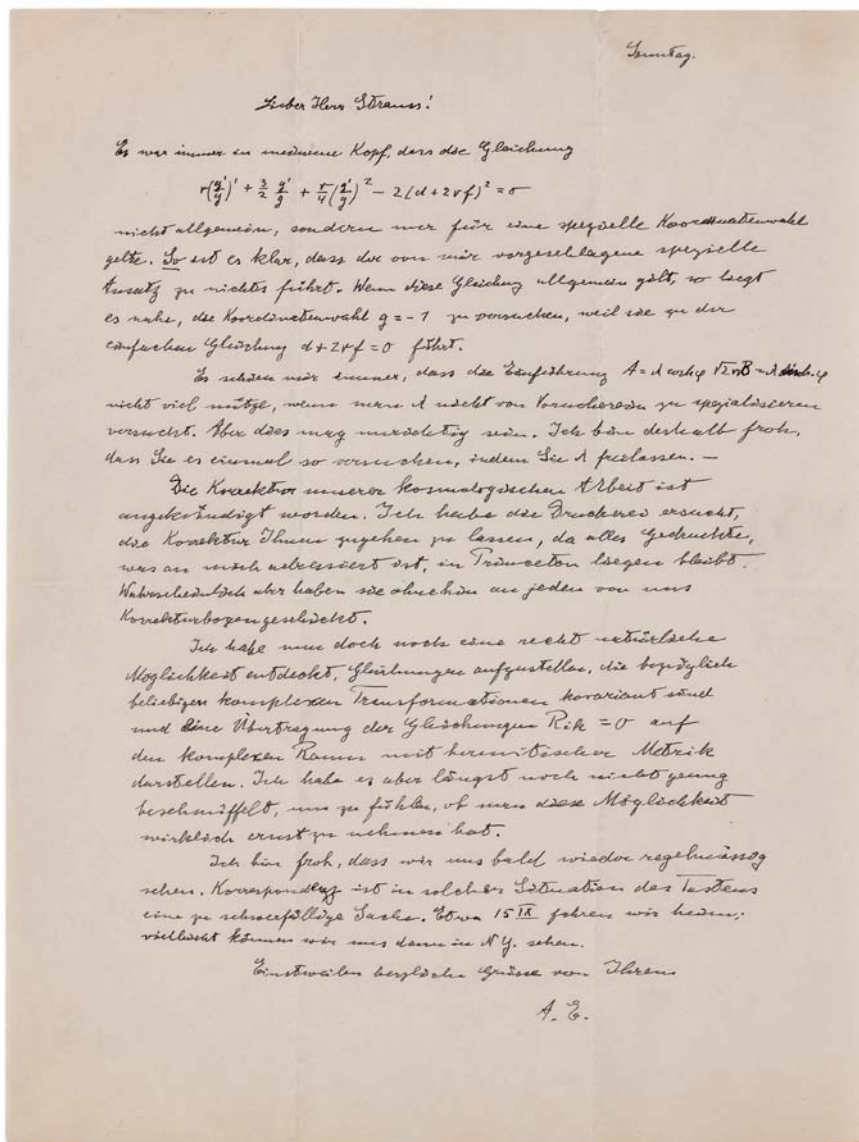 Sonntag.
Lieber Herr Strauss!
Es war immer in meinem Kopf, dass die Gleichung
r(g'/g)' + 3/2 g'/g + r/4 (g'/g)² − 2(d + 2rf)² = 0
nicht allgemein, sondern nur für eine spezielle Koordinatenwahl
gelte. So ist es klar, dass der von mir vorgeschlagene spezielle
Ansatz zu nichts führt. Wenn diese Gleichung allgemein gilt, so liegt
es nahe, die Koordinatenwahl g = −1 zu versuchen, weil sie zu der
einfachen Gleichung d + 2rf = 0 führt.
Es schien mir immer, dass die Einführung A = λ cosh φ √2rB = λ sinh φ
nicht viel nütze, wenn man λ nicht von Vornherein zu spezialisieren
versucht. Aber dies mag unrichtig sein. Ich bin deshalb froh,
dass Sie es einmal so versuchen, indem Sie λ freilassen. —
Die Korrektur unserer kosmologischen Arbeit ist
angekündigt worden. Ich habe die Druckerei ersucht,
die Korrektur Ihnen zugehen zu lassen, da alles Gedruckte,
was an mich adressiert ist, in Princeton liegen bleibt.
Wahrscheinlich aber haben sie ohnehin an jeden von uns
Korrekturbogen geschickt.
Ich habe nun doch noch eine recht natürliche
Möglichkeit entdeckt, Gleichungen aufzustellen, die bezüglich
beliebigen komplexen Transformationen kovariant sind
und eine Übertragung der Gleichungen Rik = 0 auf
den komplexen Raum mit hermitischer Metrik
darstellen. Ich habe es aber längst noch nicht genug
beschnüffelt, um zu fühlen, ob man diese Möglichkeit
wirklich ernst zu nehmen hat.
Ich bin froh, dass wir uns bald wieder regelmässig
sehen. Korrespondenz ist in solcher Situation des Tastens
eine zu schwerfällige Sache. Etwa 15 IX fahren wir heim;
vielleicht können wir uns dann in N.Y. sehen.
Einstweilen herzliche Grüsse von Ihrem
A. E.